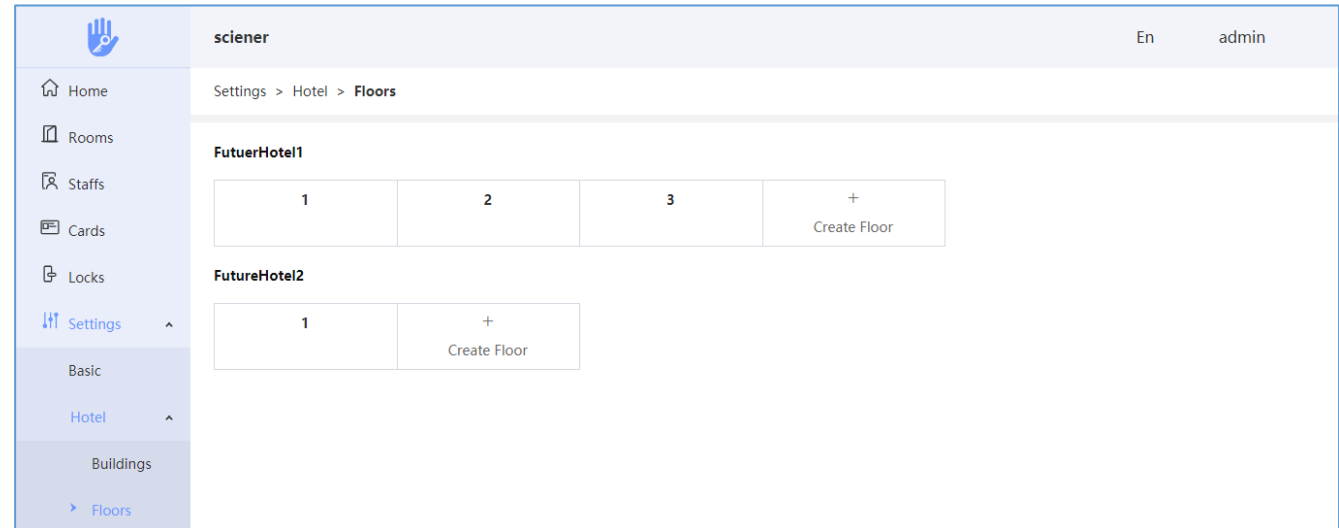 sciener
En
admin
Home
Rooms
Staffs
Cards
Locks
Settings
Basic
Hotel
Buildings
Floors
Settings > Hotel > Floors
FutuerHotel1
1
2
3
+
Create Floor
FutureHotel2
1
+
Create Floor